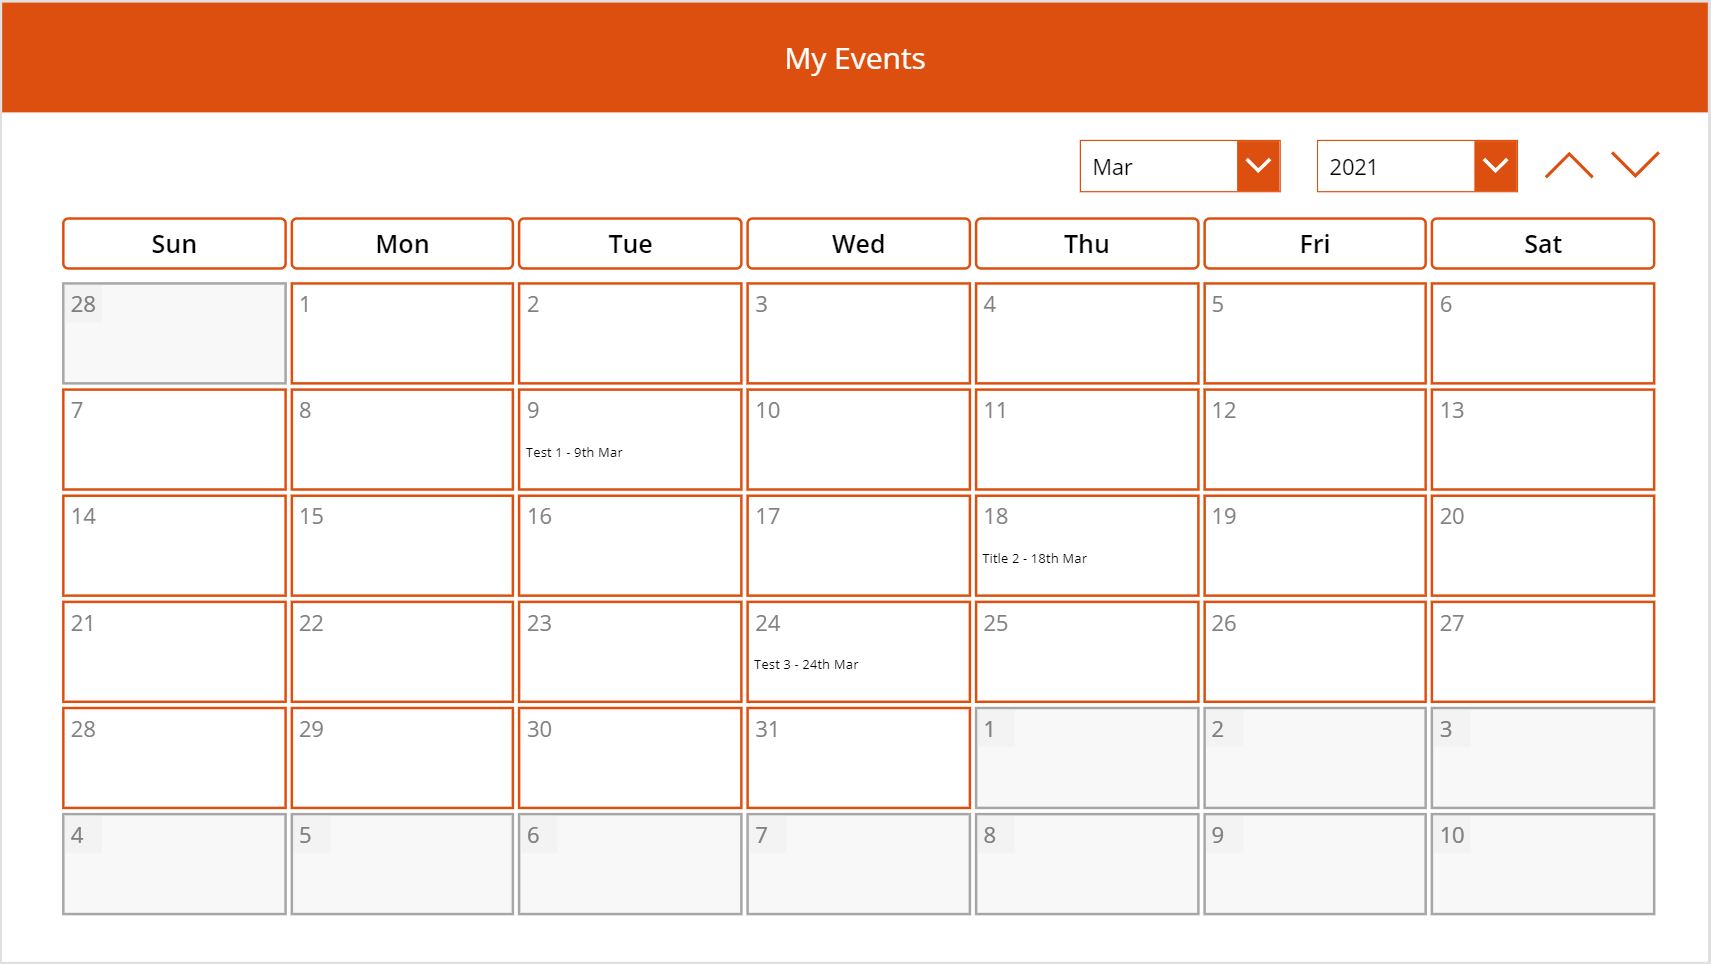 My Events
Mar 2021
Sun Mon Tue Wed Thu Fri Sat
28 1 2 3 4 5 6
7 8 9 10 11 12 13
Test 1 - 9th Mar
14 15 16 17 18 19 20
Title 2 - 18th Mar
21 22 23 24 25 26 27
Test 3 - 24th Mar
28 29 30 31 1 2 3
4 5 6 7 8 9 10